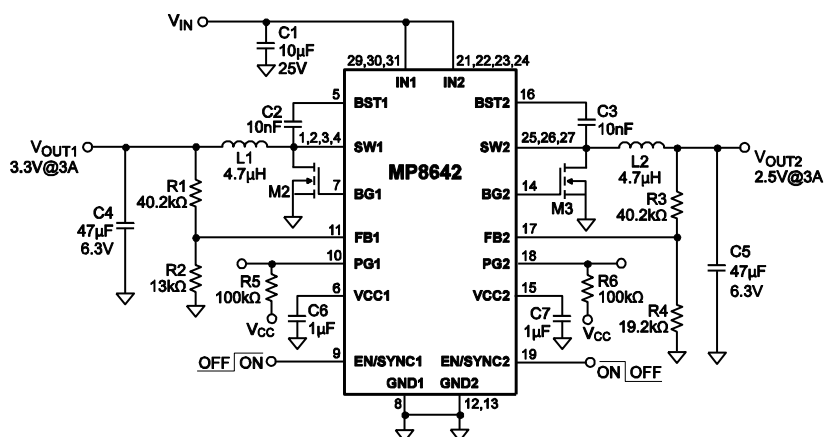 VIN
C1
10µF
25V
29,30,31
21,22,23,24
IN1
IN2
5
BST1
BST2
16
C2
10nF
C3
10nF
VOUT1
3.3V@3A
L1
4.7µH
1,2,3,4
SW1
SW2
25,26,27
L2
4.7µH
VOUT2
2.5V@3A
MP8642
M2
7
BG1
BG2
14
M3
R1
40.2kΩ
R3
40.2kΩ
C4
47µF
6.3V
11
FB1
FB2
17
C5
47µF
6.3V
R2
13kΩ
10
PG1
PG2
18
R5
100kΩ
VCC
R6
100kΩ
VCC
R4
19.2kΩ
6
VCC1
VCC2
15
C6
1µF
C7
1µF
OFF ON
9
EN/SYNC1
EN/SYNC2
19
ON OFF
GND1
GND2
8
12,13